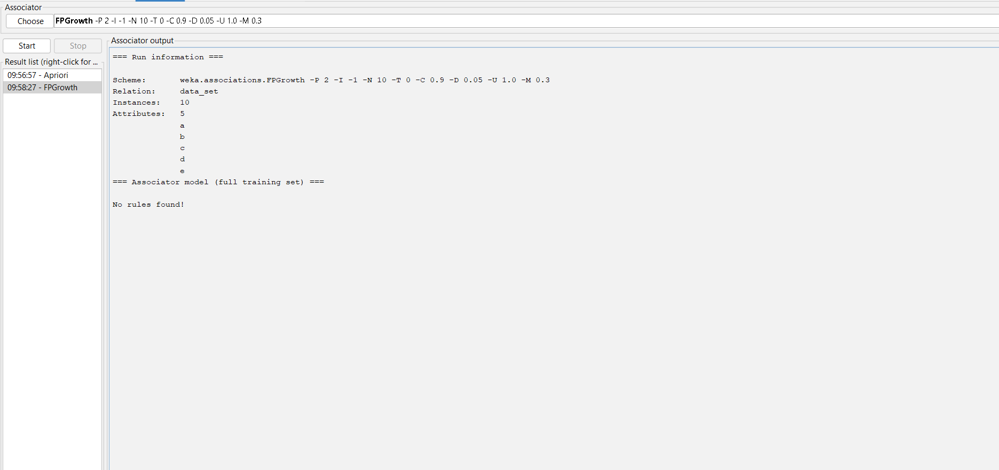 Associator
Choose FPGrowth -P 2 -I -1 -N 10 -T 0 -C 0.9 -D 0.05 -U 1.0 -M 0.3
Start Stop
Result list (right-click for ...
09:56:57 - Apriori
09:58:27 - FPGrowth
Associator output
=== Run information ===
Scheme: weka.associations.FPGrowth -P 2 -I -1 -N 10 -T 0 -C 0.9 -D 0.05 -U 1.0 -M 0.3
Relation: data_set
Instances: 10
Attributes: 5
a
b
c
d
e
=== Associator model (full training set) ===
No rules found!